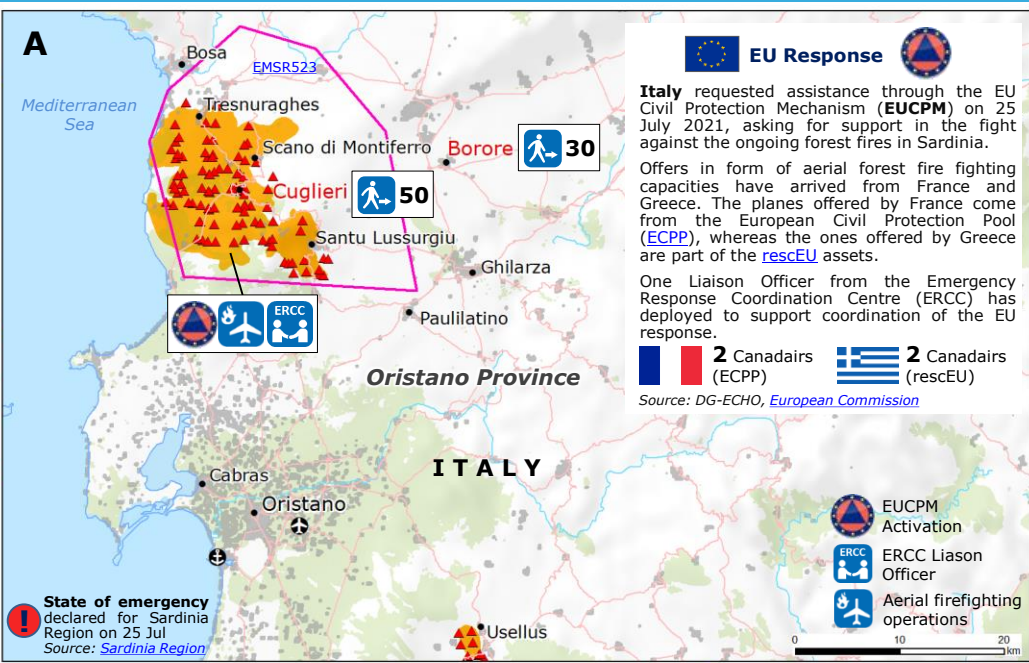 A
Bosa
EMSR523
Mediterranean
Sea
Tresnuraghes
Scano di Montiferro
Borore
30
Cuglieri
50
Santu Lussurgiu
Ghilarza
Paulilatino
ERCC
Oristano Province
ITALY
Cabras
Oristano
Usellus
EU Response
Italy requested assistance through the EU
Civil Protection Mechanism (EUCPM) on 25
July 2021, asking for support in the fight
against the ongoing forest fires in Sardinia.
Offers in form of aerial forest fire fighting
capacities have arrived from France and
Greece. The planes offered by France come
from the European Civil Protection Pool
(ECPP), whereas the ones offered by Greece
are part of the rescEU assets.
One Liaison Officer from the Emergency
Response Coordination Centre (ERCC) has
deployed to support coordination of the EU
response.
2 Canadairs
(ECPP)
2 Canadairs
(rescEU)
Source: DG-ECHO, European Commission
EUCPM
Activation
ERCC
ERCC Liason
Officer
Aerial firefighting
operations
0 10 20
km
! State of emergency
declared for Sardinia
Region on 25 Jul
Source: Sardinia Region